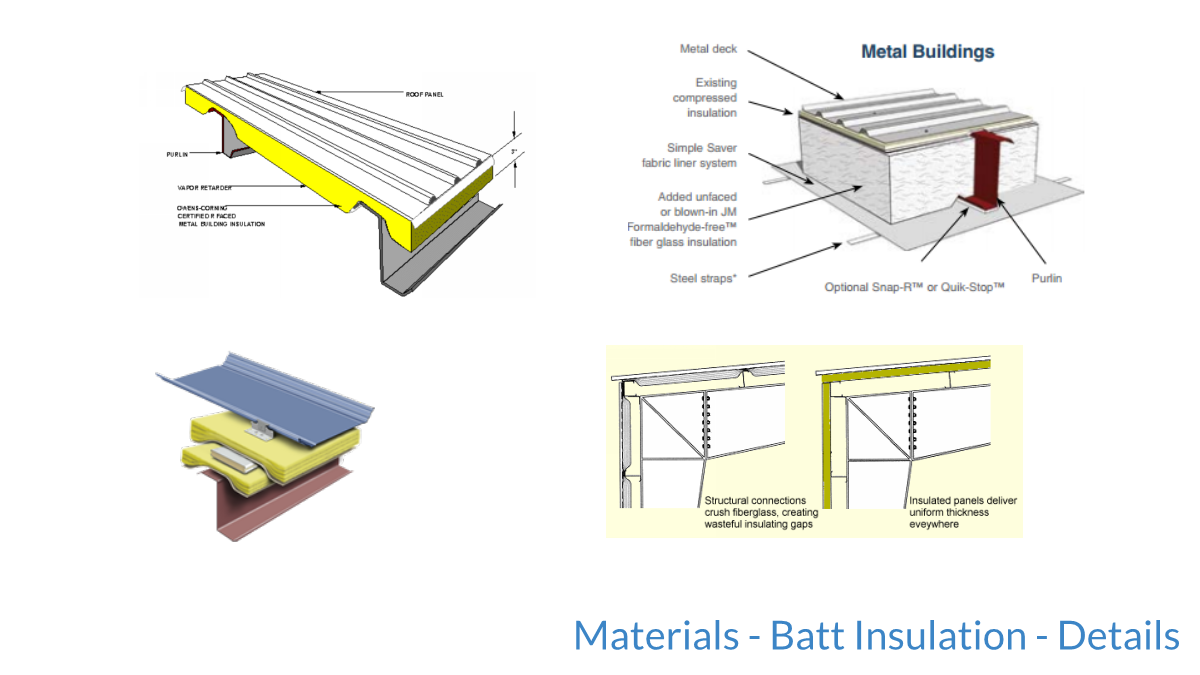 ROOF PANEL
3"
PURLIN
VAPOR RETARDER
OWENS-CORNING
CERTIFIED R FACED
METAL BUILDING INSULATION
Metal Buildings
Metal deck
Existing
compressed
insulation
Simple Saver
fabric liner system
Added unfaced
or blown-in JM
Formaldehyde-free™
fiber glass insulation
Steel straps*
Optional Snap-R™ or Quik-Stop™
Purlin
Structural connections
crush fiberglass, creating
wasteful insulating gaps
Insulated panels deliver
uniform thickness
eveywhere
Materials - Batt Insulation - Details